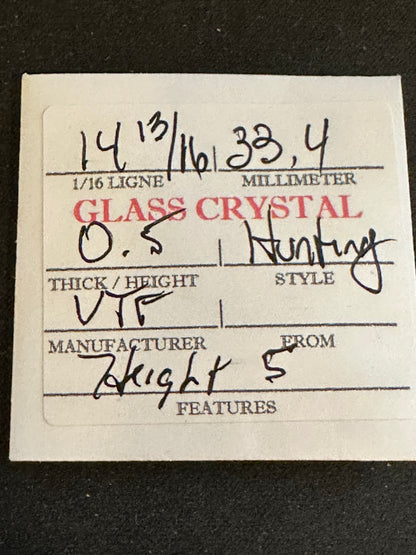 14 13/16 33,4
1/16 LIGNE MILLIMETER
GLASS CRYSTAL
0.5 Hunting
THICK / HEIGHT STYLE
VTF
MANUFACTURER FROM
Height 5
FEATURES